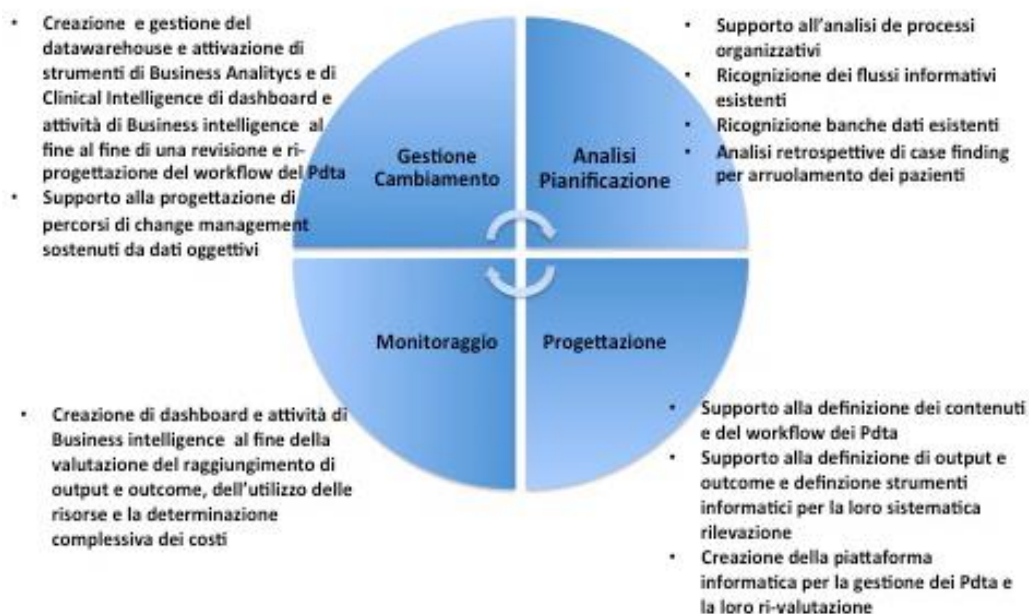 • Creazione e gestione del
datawarehouse e attivazione di
strumenti di Business Analitycs e di
Clinical Intelligence di dashboard e
attività di Business intelligence al
fine al fine di una revisione e ri-
progettazione del workflow del Pdta
• Supporto alla progettazione di
percorsi di change management
sostenuti da dati oggettivi
Gestione
Cambiamento
Analisi
Pianificazione
• Supporto all'analisi de processi
organizzativi
• Ricognizione dei flussi informativi
esistenti
• Ricognizione banche dati esistenti
• Analisi retrospettive di case finding
per arruolamento dei pazienti
Monitoraggio
Progettazione
• Creazione di dashboard e attività di
Business intelligence al fine della
valutazione del raggiungimento di
output e outcome, dell'utilizzo delle
risorse e la determinazione
complessiva dei costi
• Supporto alla definizione dei contenuti
e del workflow dei Pdta
• Supporto alla definizione di output e
outcome e definzione strumenti
informatici per la loro sistematica
rilevazione
• Creazione della piattaforma
informatica per la gestione dei Pdta e
la loro ri-valutazione